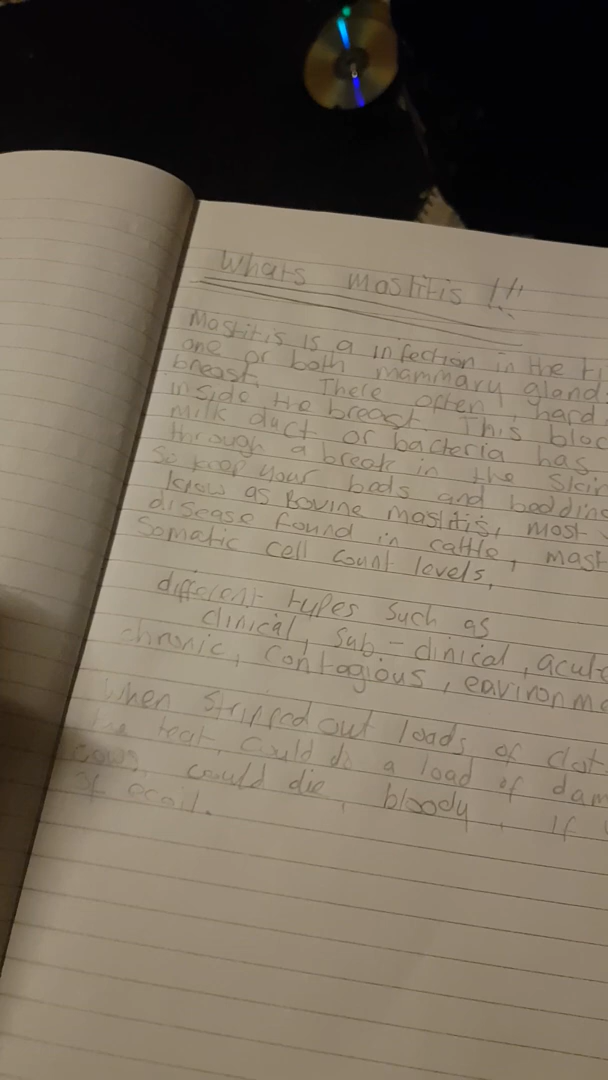 Whats mastitis !!!
Mastitis is a infection in the
one or both mammary gland
breast. There often, hard
inside the breast. This bloc
milk duct or bacteria has
through a break in the skin
So keep your beds and bedding
know as Bovine mastitis, most
disease found in cattle, mast
Somatic cell count levels,
different types such as
clinical, sub-clinical, acute
chronic, contagious, eavironme
When stripped out loads of clot
teat, could do a load of dam
cows, could die, bloody, If
of ecoil.